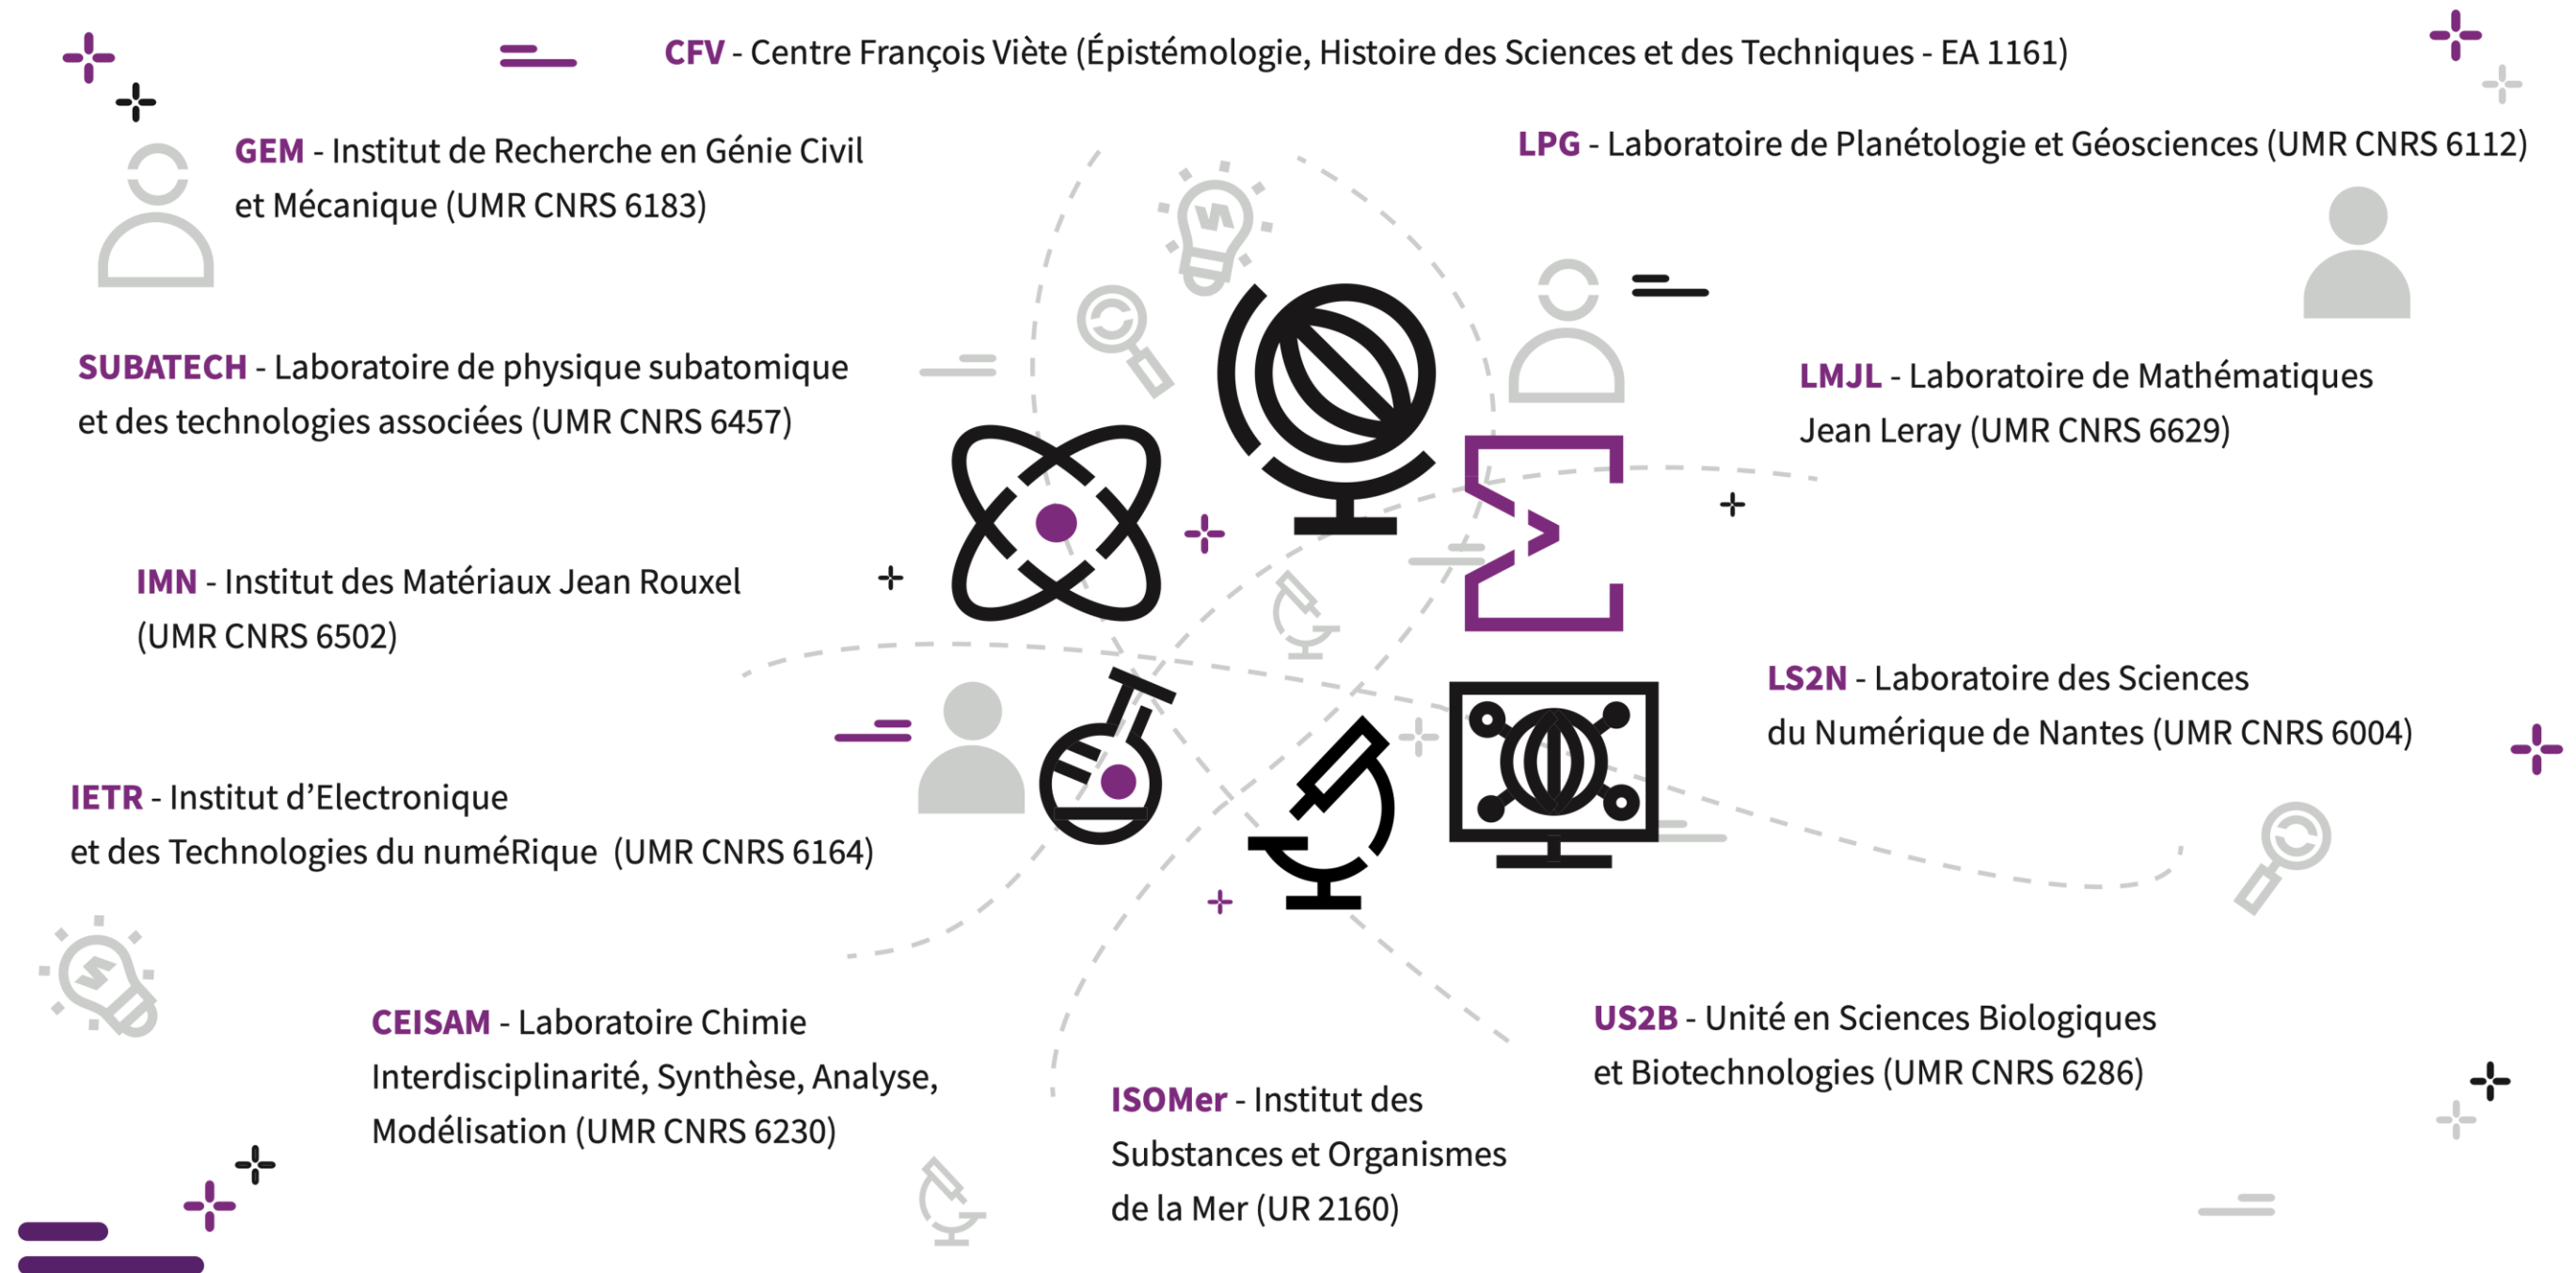 CFV - Centre François Viète (Épistémologie, Histoire des Sciences et des Techniques - EA 1161)
GEM - Institut de Recherche en Génie Civil
et Mécanique (UMR CNRS 6183)
LPG - Laboratoire de Planétologie et Géosciences (UMR CNRS 6112)
SUBATECH - Laboratoire de physique subatomique
et des technologies associées (UMR CNRS 6457)
LMJL - Laboratoire de Mathématiques
Jean Leray (UMR CNRS 6629)
IMN - Institut des Matériaux Jean Rouxel
(UMR CNRS 6502)
LS2N - Laboratoire des Sciences
du Numérique de Nantes (UMR CNRS 6004)
IETR - Institut d’Electronique
et des Technologies du numéRique (UMR CNRS 6164)
CEISAM - Laboratoire Chimie
Interdisciplinarité, Synthèse, Analyse,
Modélisation (UMR CNRS 6230)
ISOMer - Institut des
Substances et Organismes
de la Mer (UR 2160)
US2B - Unité en Sciences Biologiques
et Biotechnologies (UMR CNRS 6286)